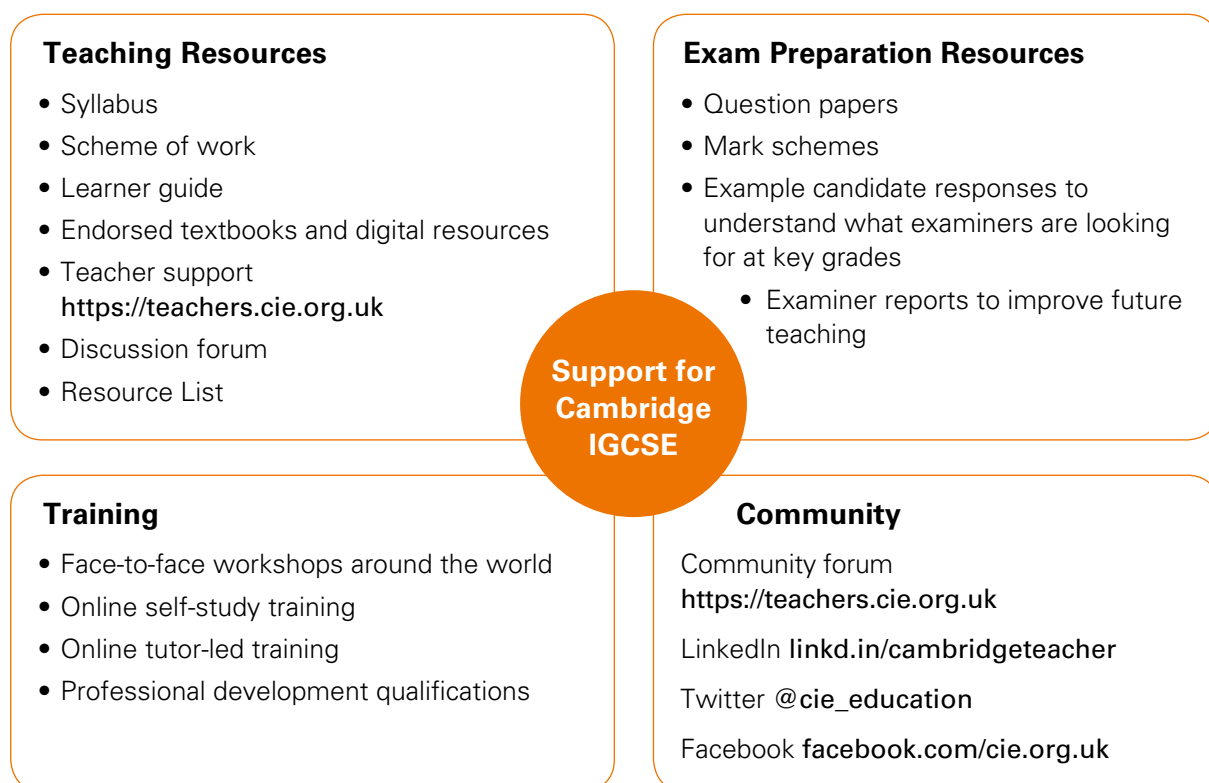 Teaching Resources
• Syllabus
• Scheme of work
• Learner guide
• Endorsed textbooks and digital resources
• Teacher support
https://teachers.cie.org.uk
• Discussion forum
• Resource List
Exam Preparation Resources
• Question papers
• Mark schemes
• Example candidate responses to
understand what examiners are looking
for at key grades
• Examiner reports to improve future
teaching
Support for
Cambridge
IGCSE
Training
• Face-to-face workshops around the world
• Online self-study training
• Online tutor-led training
• Professional development qualifications
Community
Community forum
https://teachers.cie.org.uk
LinkedIn linkd.in/cambridgeteacher
Twitter @cie_education
Facebook facebook.com/cie.org.uk